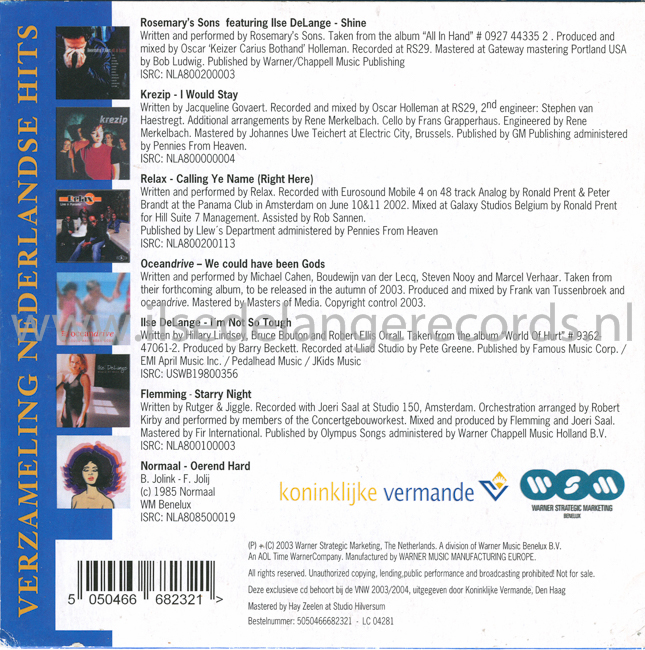 VERZAMELING NEDERLANDSE HITS
Rosemary's Sons featuring Ilse DeLange - Shine
Written and performed by Rosemary's Sons. Taken from the album "All In Hand" # 0927 44335 2 . Produced and
mixed by Oscar 'Keizer Carius Bothand' Holleman. Recorded at RS29. Mastered at Gateway mastering Portland USA
by Bob Ludwig. Published by Warner/Chappell Music Publishing
ISRC: NLA800200003
krezip
Krezip - I Would Stay
Written by Jacqueline Govaert. Recorded and mixed by Oscar Holleman at RS29, 2nd engineer: Stephen van
Haestregt. Additional arrangements by Rene Merkelbach. Cello by Frans Grapperhaus. Engineered by Rene
Merkelbach. Mastered by Johannes Uwe Teichert at Electric City, Brussels. Published by GM Publishing administered
by Pennies From Heaven.
ISRC: NLA800000004
Relax - Calling Ye Name (Right Here)
Written and performed by Relax. Recorded with Eurosound Mobile 4 on 48 track Analog by Ronald Prent & Peter
Brandt at the Panama Club in Amsterdam on June 10&11 2002. Mixed at Galaxy Studios Belgium by Ronald Prent
for Hill Suite 7 Management. Assisted by Rob Sannen.
Published by Llew´s Department administered by Pennies From Heaven
ISRC: NLA800200113
Oceandrive – We could have been Gods
Written and performed by Michael Cahen, Boudewijn van der Lecq, Steven Nooy and Marcel Verhaar. Taken from
their forthcoming album, to be released in the autumn of 2003. Produced and mixed by Frank van Tussenbroek and
oceandrive. Mastered by Masters of Media. Copyright control 2003.
oceandrive
www.ilsedelangerecords.nl
Ilse DeLange - I'm Not So Tough
Written by Hillary Lindsey, Bruce Bouton and Robert Ellis Orrall. Taken from the album "World Of Hurt" # 9362-
47061-2. Produced by Barry Beckett. Recorded at Loud Studio by Pete Greene. Published by Famous Music Corp. /
EMI April Music Inc. / Pedalhead Music / JKids Music
ISRC: USWB19800356
Ilse DeLange
Flemming - Starry Night
Written by Rutger & Jiggle. Recorded with Joeri Saal at Studio 150, Amsterdam. Orchestration arranged by Robert
Kirby and performed by members of the Concertgebouworkest. Mixed and produced by Flemming and Joeri Saal.
Mastered by Fir International. Published by Olympus Songs administered by Warner Chappell Music Holland B.V.
ISRC: NLA800100003
Normaal - Oerend Hard
B. Jolink - F. Jolij
(c) 1985 Normaal
WM Benelux
ISRC: NLA808500019
koninklijke vermande
wsm
WARNER STRATEGIC MARKETING
BENELUX
(P) +(C) 2003 Warner Strategic Marketing, The Netherlands. A division of Warner Music Benelux B.V.
An AOL Time WarnerCompany. Manufactured by WARNER MUSIC MANUFACTURING EUROPE.
All rights reserved. Unauthorized copying, lending,public performance and broadcasting prohibited! Not for sale.
Deze exclusieve cd behoort bij de VNW 2003/2004, uitgegeven door Koninklijke Vermande, Den Haag
Mastered by Hay Zeelen at Studio Hilversum
Bestelnummer: 5050466682321 - LC 04281
5 050466 682321 >